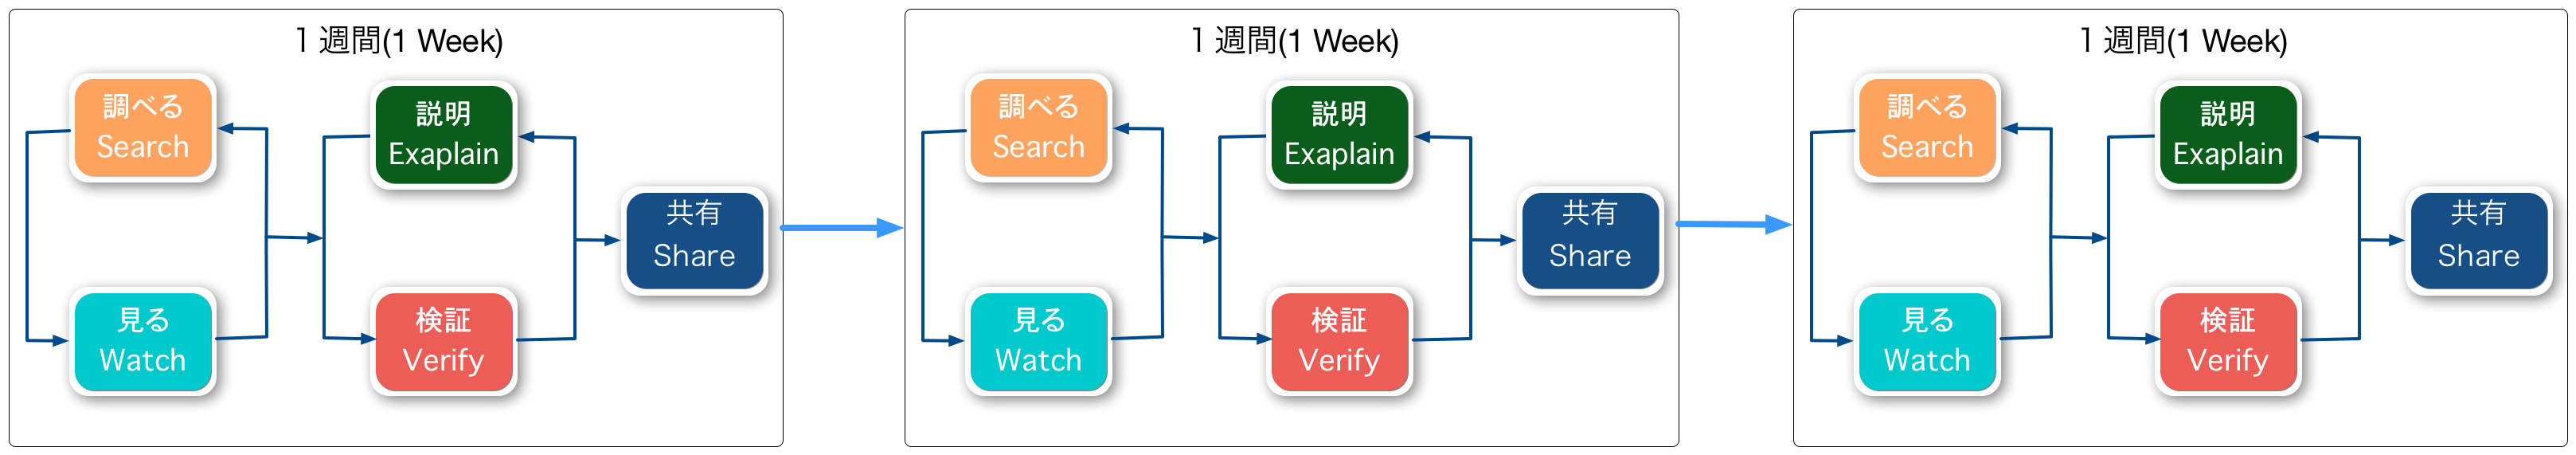 1 週間(1 Week)
調べる
Search
説明
Exaplain
共有
Share
見る
Watch
検証
Verify
1 週間(1 Week)
調べる
Search
説明
Exaplain
共有
Share
見る
Watch
検証
Verify
1 週間(1 Week)
調べる
Search
説明
Exaplain
共有
Share
見る
Watch
検証
Verify